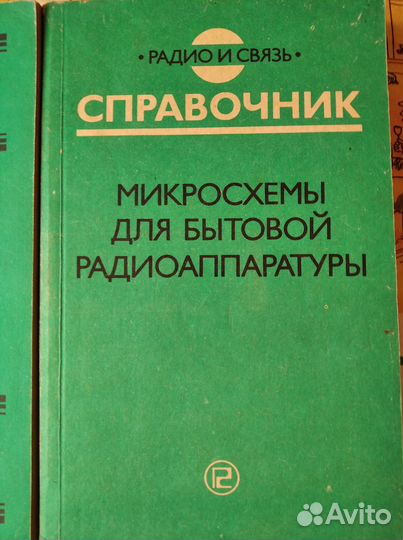 • РАДИО И СВЯЗЬ •
СПРАВОЧНИК
МИКРОСХЕМЫ
ДЛЯ БЫТОВОЙ
РАДИОАППАРАТУРЫ
Avito